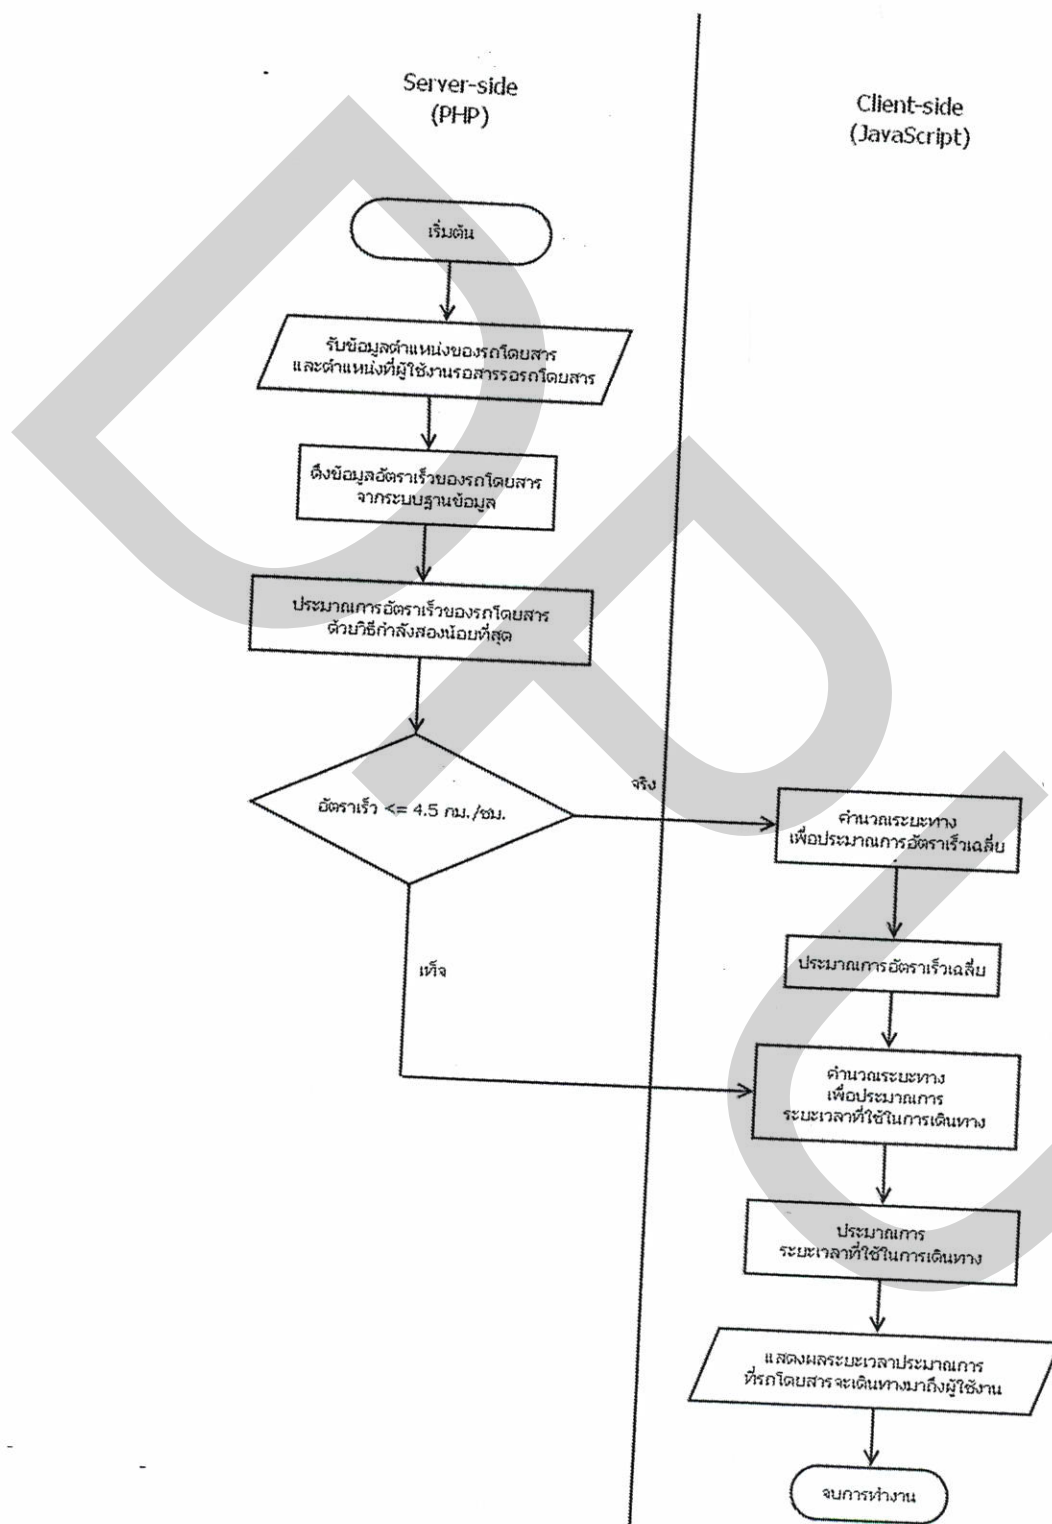 Server-side
(PHP)
Client-side
(JavaScript)
เริ่มต้น
รับข้อมูลตำแหน่งของรถโดยสาร
และตำแหน่งที่ผู้ใช้งานรอสารรอรถโดยสาร
ดึงข้อมูลอัตราเร็วของรถโดยสาร
จากระบบฐานข้อมูล
ประมาณการอัตราเร็วของรถโดยสาร
ด้วยวิธีกำลังสองน้อยที่สุด
อัตราเร็ว <= 4.5 กม./ชม.
จริง
เท็จ
คำนวณระยะทาง
เพื่อประมาณการอัตราเร็วเฉลี่ย
ประมาณการอัตราเร็วเฉลี่ย
คำนวณระยะทาง
เพื่อประมาณการ
ระยะเวลาที่ใช้ในการเดินทาง
ประมาณการ
ระยะเวลาที่ใช้ในการเดินทาง
แสดงผลระยะเวลาประมาณการ
ที่รถโดยสารจะเดินทางมาถึงผู้ใช้งาน
จบการทำงาน